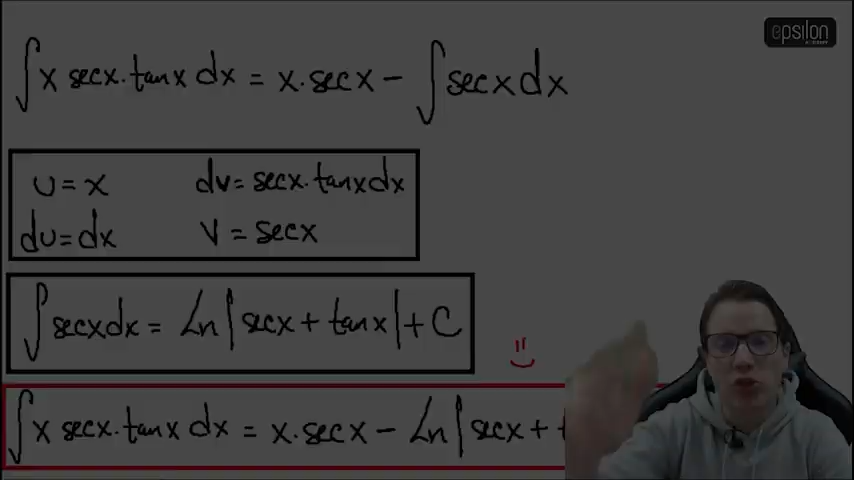 epsilon
∫ x secx·tanx dx = x·secx − ∫ secx dx
u = x    dv = secx·tanx dx
du = dx    v = secx
∫ secx dx = Ln|secx + tanx| + C
∫ x secx·tanx dx = x·secx − Ln|secx +